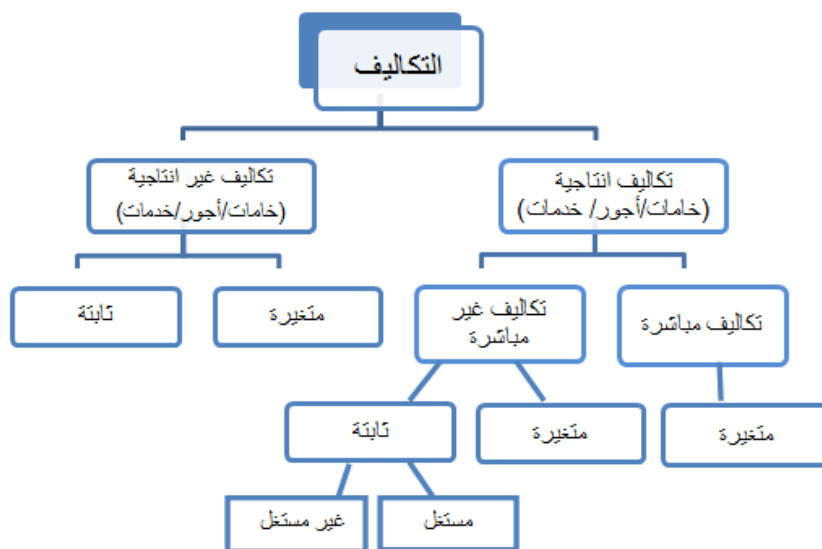 التكاليف
تكاليف انتاجية
(خامات/أجور/ خدمات)
تكاليف غير انتاجية
(خامات/أجور/خدمات)
تكاليف مباشرة
تكاليف غير
مباشرة
متغيرة
ثابتة
متغيرة
متغيرة
ثابتة
مستغل
غير مستغل